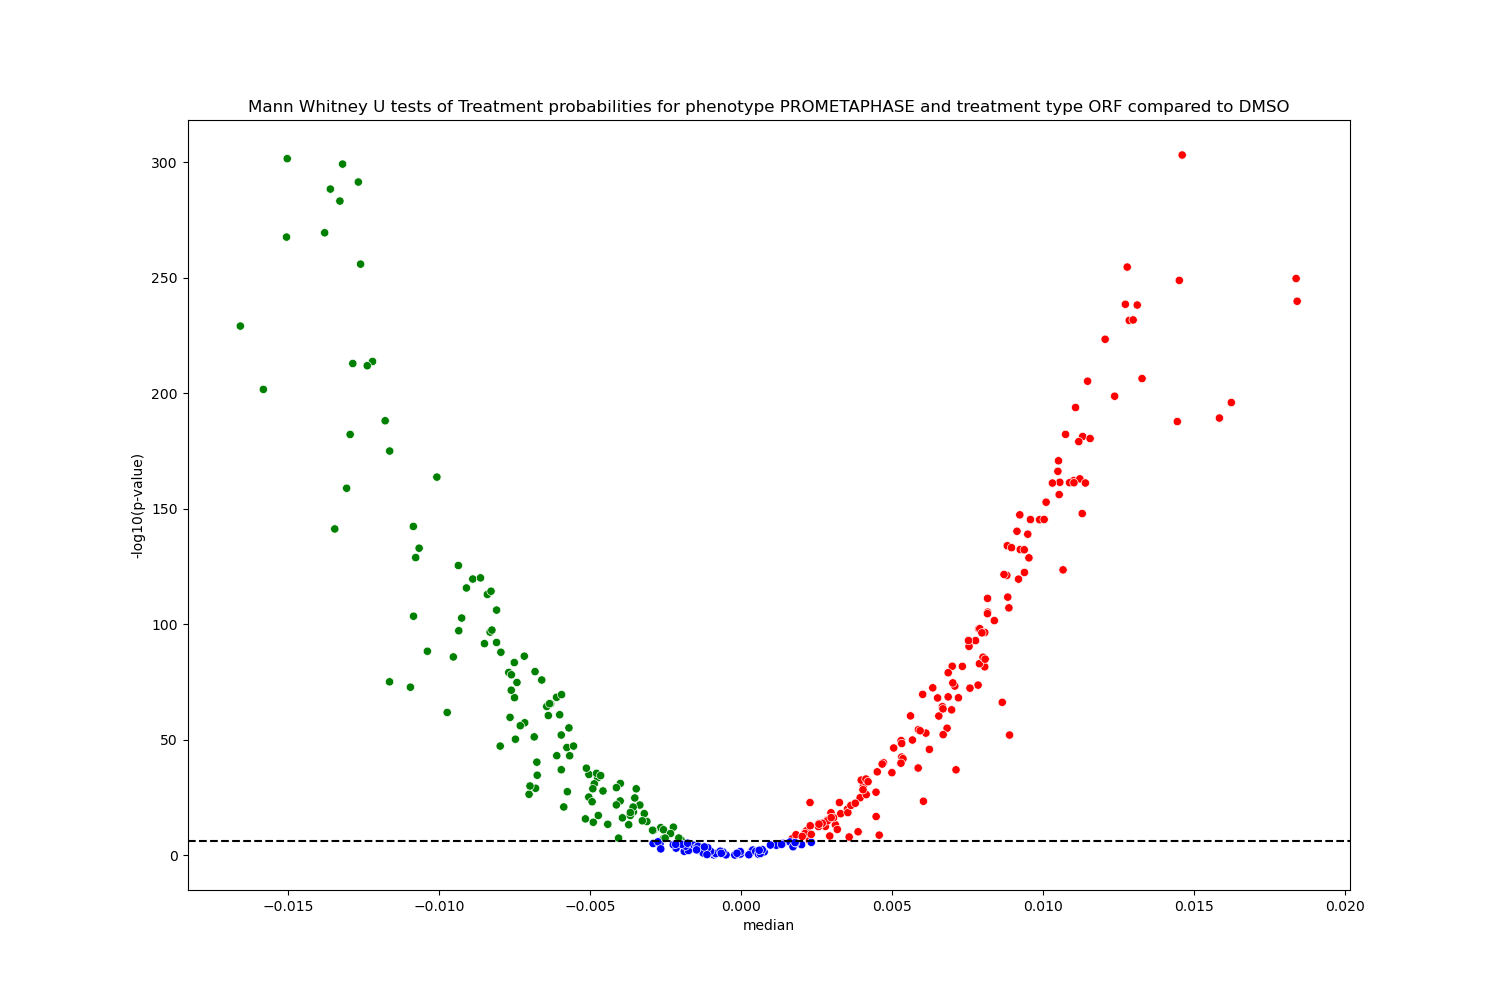 Mann Whitney U tests of Treatment probabilities for phenotype PROMETAPHASE and treatment type ORF compared to DMSO
300
250
200
150
100
50
0
-log10(p-value)
−0.015 −0.010 −0.005 0.000 0.005 0.010 0.015 0.020
median